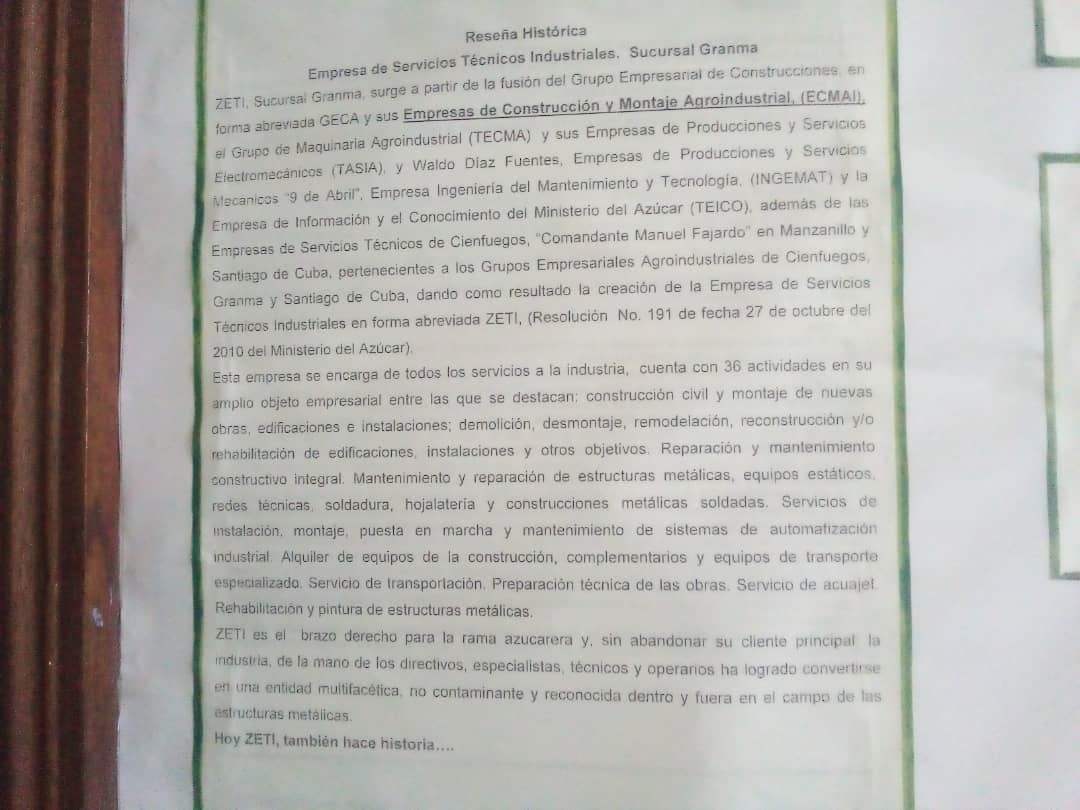 Reseña Histórica
Empresa de Servicios Técnicos Industriales. Sucursal Granma
ZETI, Sucursal Granma, surge a partir de la fusión del Grupo Empresarial de Construcciones, en
forma abreviada GECA y sus Empresas de Construcción y Montaje Agroindustrial, (ECMAI),
el Grupo de Maquinaria Agroindustrial (TECMA) y sus Empresas de Producciones y Servicios
Electromecánicos (TASIA), y Waldo Díaz Fuentes, Empresas de Producciones y Servicios
Mecanicos "9 de Abril", Empresa Ingeniería del Mantenimiento y Tecnología, (INGEMAT) y la
Empresa de Información y el Conocimiento del Ministerio del Azúcar (TEICO), además de las
Empresas de Servicios Técnicos de Cienfuegos, "Comandante Manuel Fajardo" en Manzanillo y
Santiago de Cuba, pertenecientes a los Grupos Empresariales Agroindustriales de Cienfuegos,
Granma y Santiago de Cuba, dando como resultado la creación de la Empresa de Servicios
Técnicos Industriales en forma abreviada ZETI, (Resolución No. 191 de fecha 27 de octubre del
2010 del Ministerio del Azúcar).
Esta empresa se encarga de todos los servicios a la industria, cuenta con 36 actividades en su
amplio objeto empresarial entre las que se destacan: construcción civil y montaje de nuevas
obras, edificaciones e instalaciones; demolición, desmontaje, remodelación, reconstrucción y/o
rehabilitación de edificaciones, instalaciones y otros objetivos. Reparación y mantenimiento
constructivo integral. Mantenimiento y reparación de estructuras metálicas, equipos estáticos,
redes técnicas, soldadura, hojalatería y construcciones metálicas soldadas. Servicios de
instalación, montaje, puesta en marcha y mantenimiento de sistemas de automatización
industrial. Alquiler de equipos de la construcción, complementarios y equipos de transporte
especializado. Servicio de transportación. Preparación técnica de las obras. Servicio de acuajet.
Rehabilitación y pintura de estructuras metálicas.
ZETI es el brazo derecho para la rama azucarera y, sin abandonar su cliente principal la
industria, de la mano de los directivos, especialistas, técnicos y operarios ha logrado convertirse
en una entidad multifacética, no contaminante y reconocida dentro y fuera en el campo de las
estructuras metálicas.
Hoy ZETI, también hace historia....